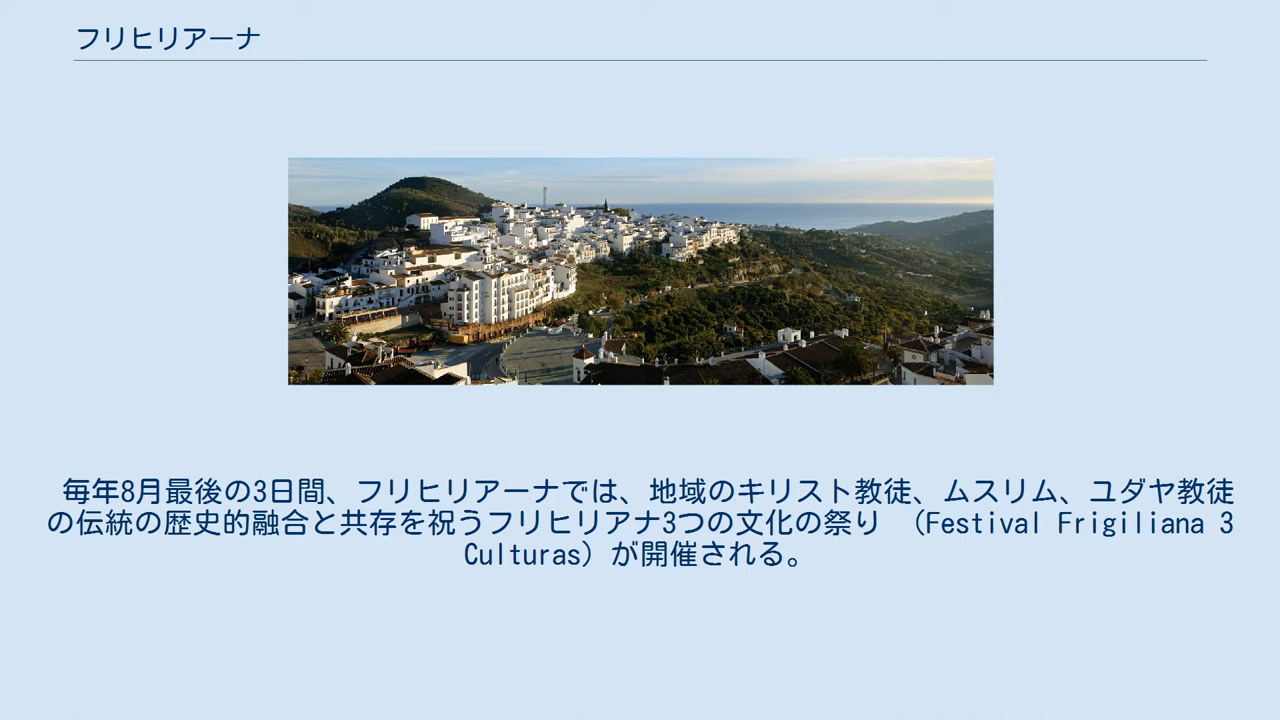 フリヒリアーナ
毎年8月最後の3日間、フリヒリアーナでは、地域のキリスト教徒、ムスリム、ユダヤ教徒
の伝統の歴史的融合と共存を祝うフリヒリアナ3つの文化の祭り （Festival Frigiliana 3
Culturas）が開催される。